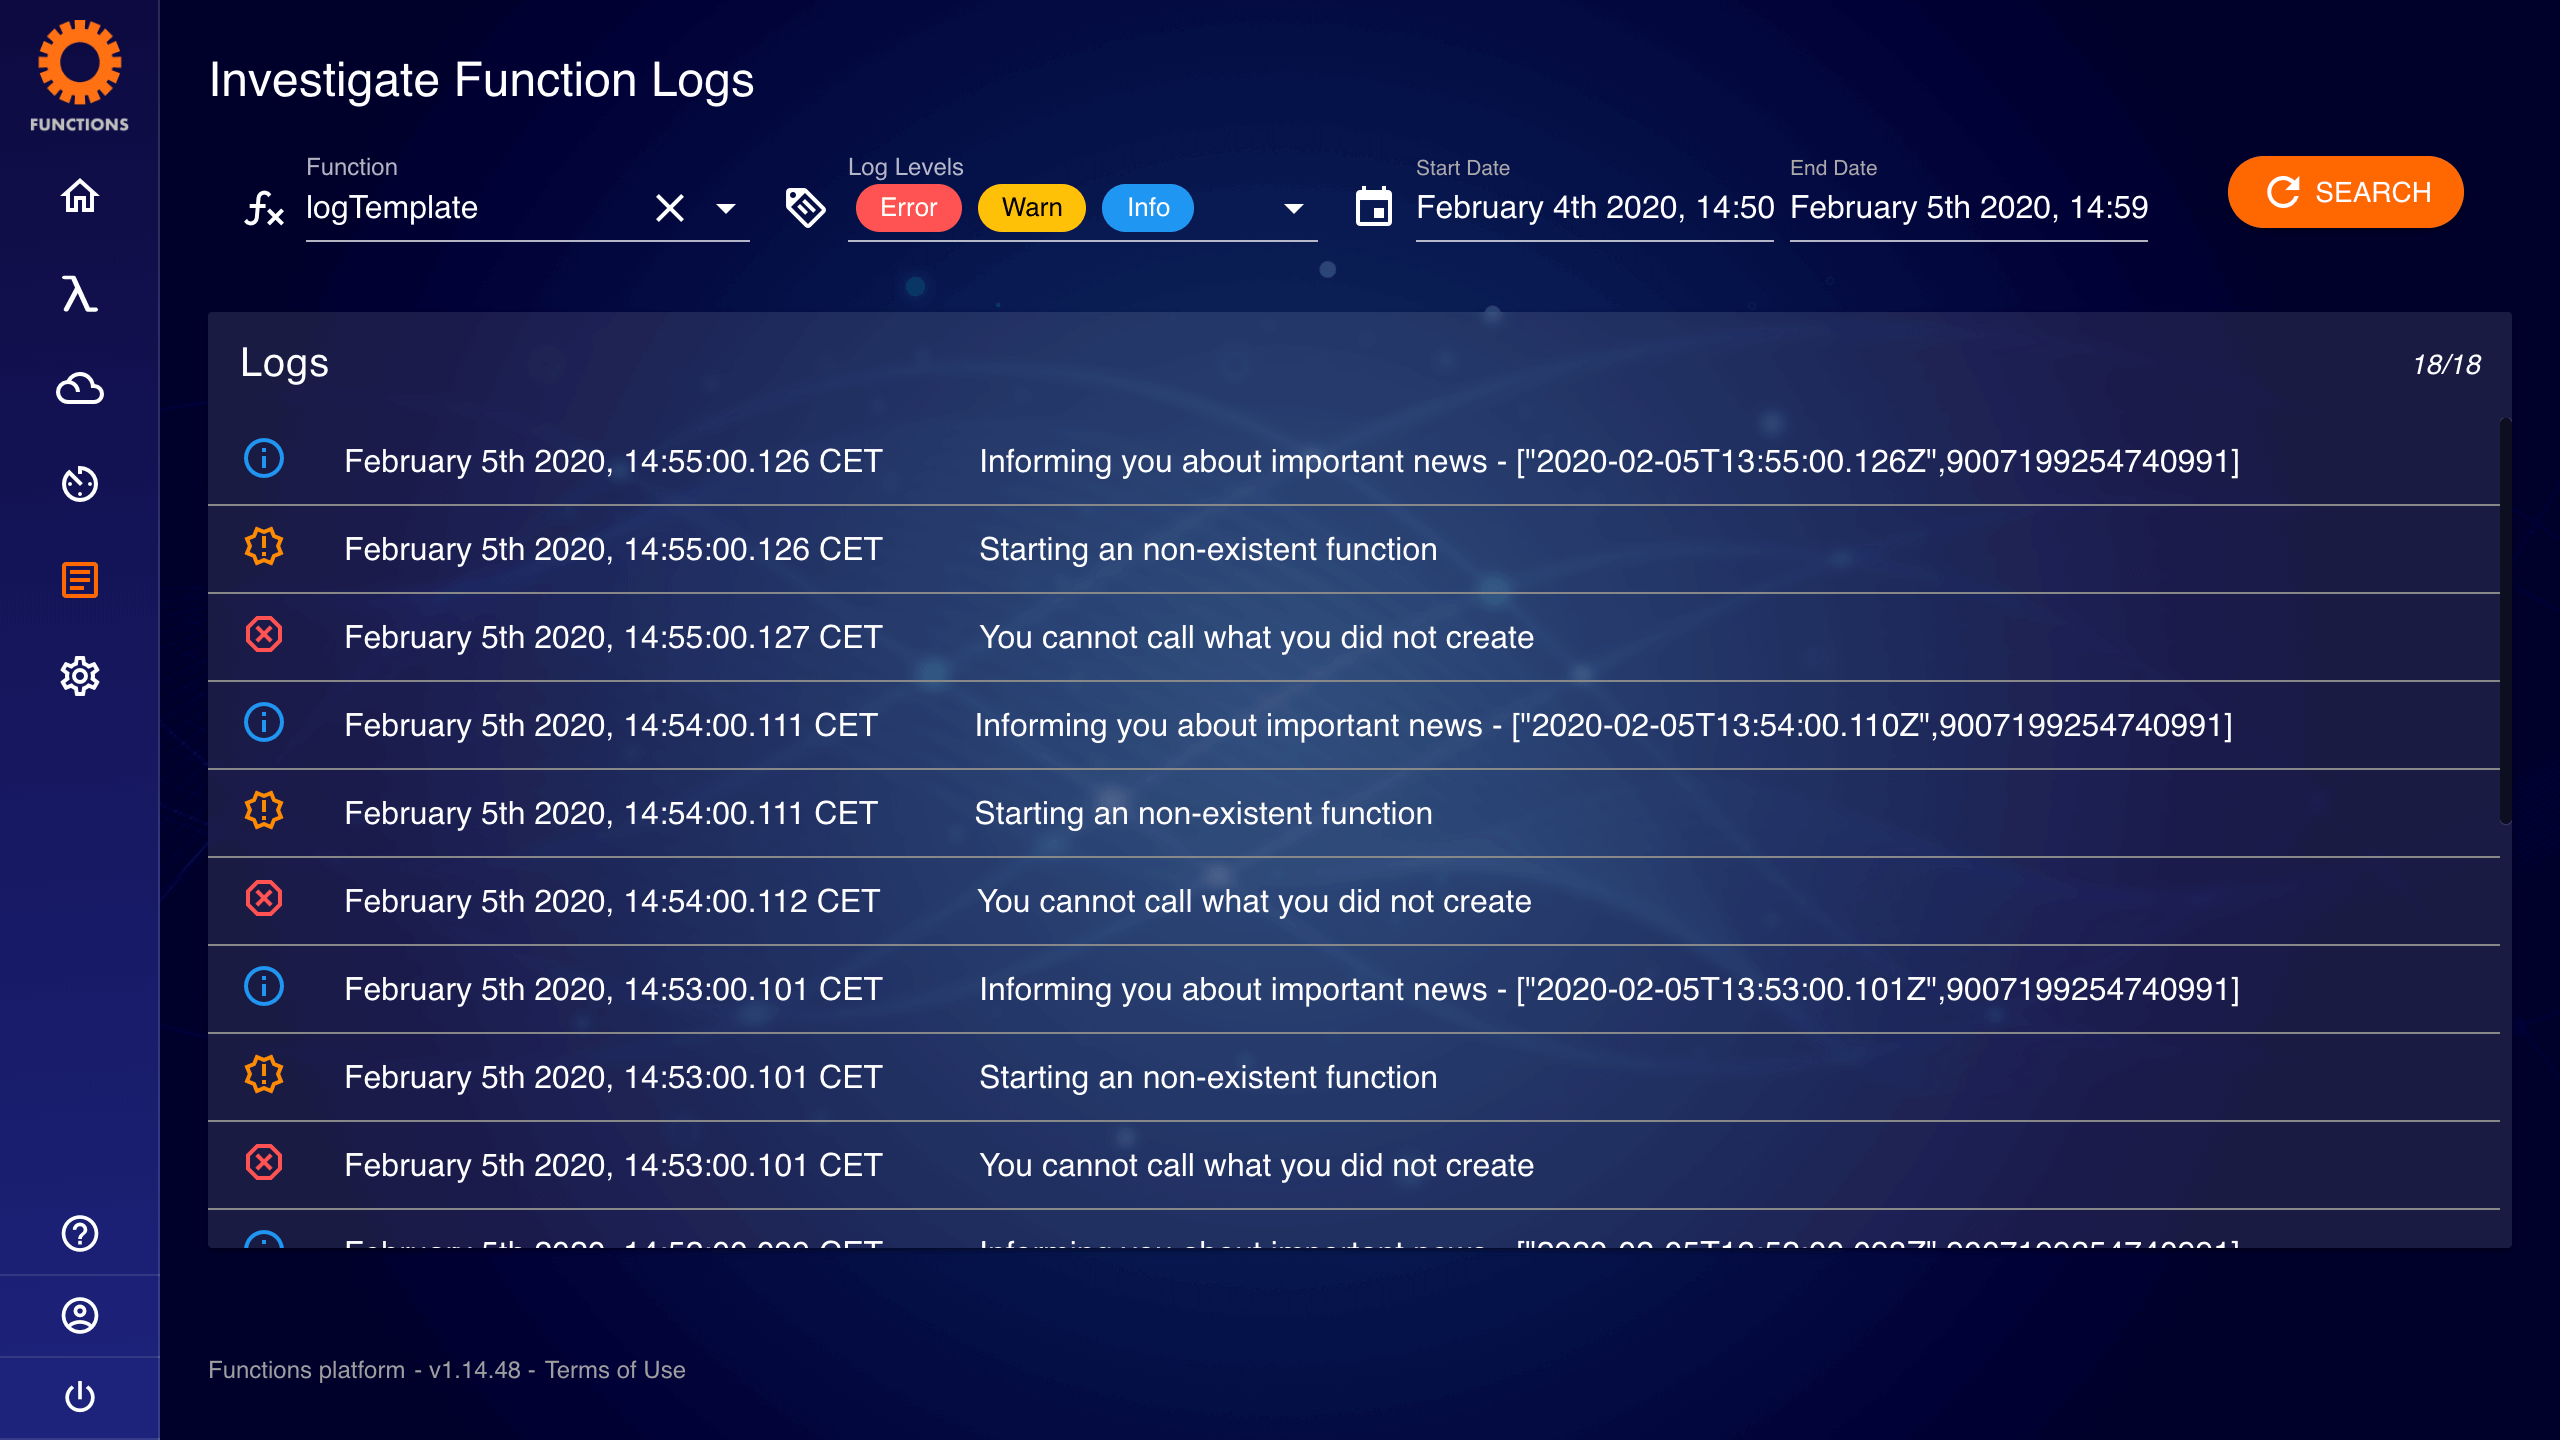 FUNCTIONS
Investigate Function Logs
Function
logTemplate
Log Levels
Error Warn Info
Start Date
February 4th 2020, 14:50
End Date
February 5th 2020, 14:59
SEARCH
Logs
18/18
February 5th 2020, 14:55:00.126 CET Informing you about important news - ["2020-02-05T13:55:00.126Z",9007199254740991]
February 5th 2020, 14:55:00.126 CET Starting an non-existent function
February 5th 2020, 14:55:00.127 CET You cannot call what you did not create
February 5th 2020, 14:54:00.111 CET Informing you about important news - ["2020-02-05T13:54:00.110Z",9007199254740991]
February 5th 2020, 14:54:00.111 CET Starting an non-existent function
February 5th 2020, 14:54:00.112 CET You cannot call what you did not create
February 5th 2020, 14:53:00.101 CET Informing you about important news - ["2020-02-05T13:53:00.101Z",9007199254740991]
February 5th 2020, 14:53:00.101 CET Starting an non-existent function
February 5th 2020, 14:53:00.101 CET You cannot call what you did not create
February 5th 2020, CET Informing you about important news -
Functions platform - v1.14.48 - Terms of Use